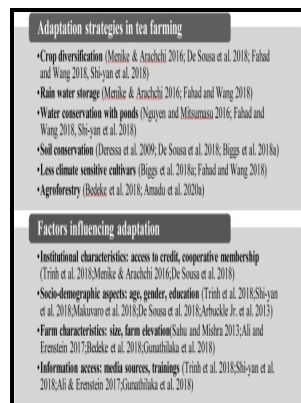 Adaptation strategies in tea farming
•Crop diversification (Menike & Arachchi 2016; De Sousa et al. 2018; Fahad
and Wang 2018, Shi-yan et al. 2018)
•Rain water storage (Menike & Arachchi 2016; Fahad and Wang 2018)
•Water conservation with ponds (Nguyen and Mitsumasu 2016; Fahad and
Wang 2018, Shi-yan et al. 2018)
•Soil conservation (Deressa et al. 2009; De Sousa et al. 2018; Biggs et al. 2018a)
•Less climate sensitive cultivars (Biggs et al. 2018a; Fahad and Wang 2018)
•Agroforestry (Bedeke et al. 2018; Amadu et al. 2020a)
Factors influencing adaptation
•Institutional characteristics: access to credit, cooperative membership
(Trinh et al. 2018;Menike & Arachchi 2016;De Sousa et al. 2018)
•Socio-demographic aspects: age, gender, education (Trinh et al. 2018;Shi-yan
et al. 2018;Makuvaro et al. 2018;De Sousa et al. 2018;Arbuckle Jr. et al. 2013)
•Farm characteristics: size, farm elevation(Sahu and Mishra 2013;Ali and
Erenstein 2017;Bedeke et al. 2018;Gunathilaka et al. 2018)
•Information access: media sources, trainings (Trinh et al. 2018;Shi-yan et al.
2018;Ali & Erenstein 2017;Gunathilaka et al. 2018)